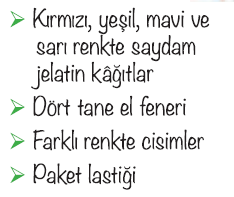 ➢ Kırmızı, yeşil, mavi ve
sarı renkte saydam
jelatin kâğıtlar
➢ Dört tane el feneri
➢ Farklı renkte cisimler
➢ Paket lastiği